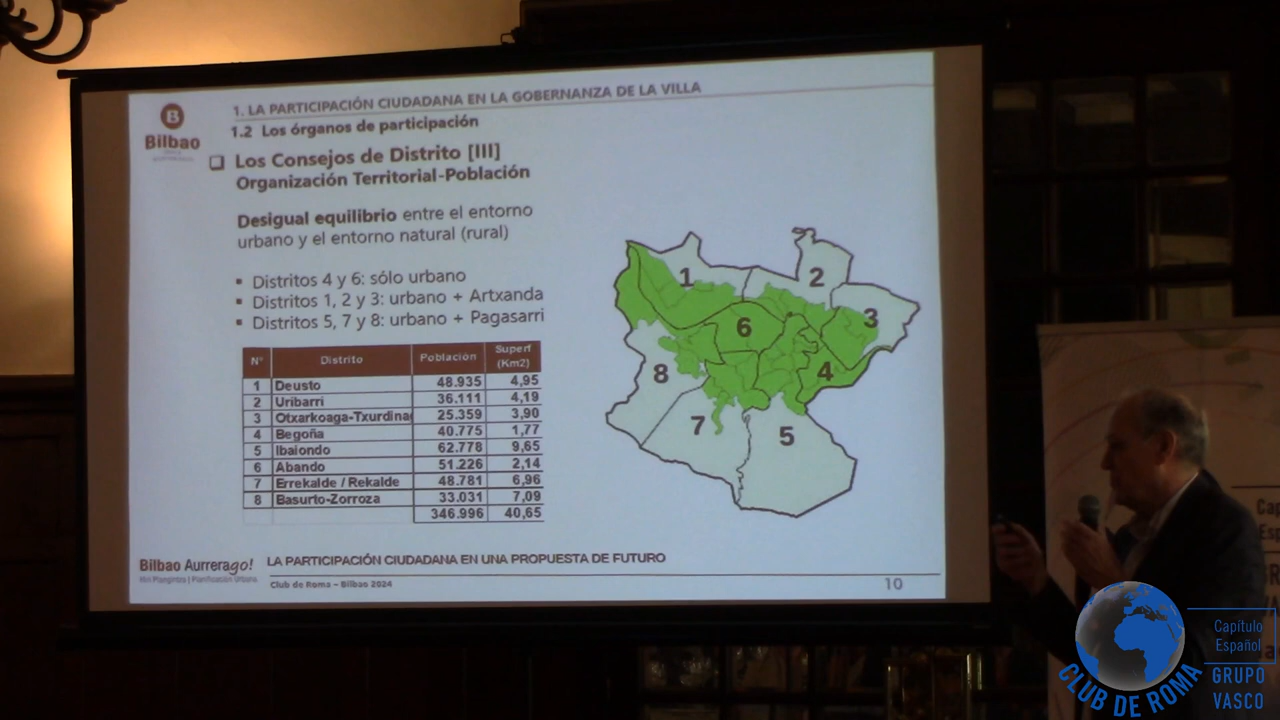 B
Bilbao
1. LA PARTICIPACIÓN CIUDADANA EN LA GOBERNANZA DE LA VILLA
1.2 Los órganos de participación
❑ Los Consejos de Distrito [III]
Organización Territorial-Población
Desigual equilibrio entre el entorno
urbano y el entorno natural (rural)
▪ Distritos 4 y 6: sólo urbano
▪ Distritos 1, 2 y 3: urbano + Artxanda
▪ Distritos 5, 7 y 8: urbano + Pagasarri
Nº Distrito Población Superf (Km2)
1 Deusto 48.935 4,95
2 Uribarri 36.111 4,19
3 Otxarkoaga-Txurdinag 25.359 3,90
4 Begoña 40.775 1,77
5 Ibaiondo 62.778 9,65
6 Abando 51.226 2,14
7 Errekalde / Rekalde 48.781 6,96
8 Basurto-Zorroza 33.031 7,09
346.996 40,65
1
2
3
6
4
8
7
5
Bilbao Aurrerago!
Hiri Plangintza | Planificación Urbana
LA PARTICIPACIÓN CIUDADANA EN UNA PROPUESTA DE FUTURO
Club de Roma – Bilbao 2024
10
CLUB DE ROMA
Capítulo
Español
GRUPO
VASCO